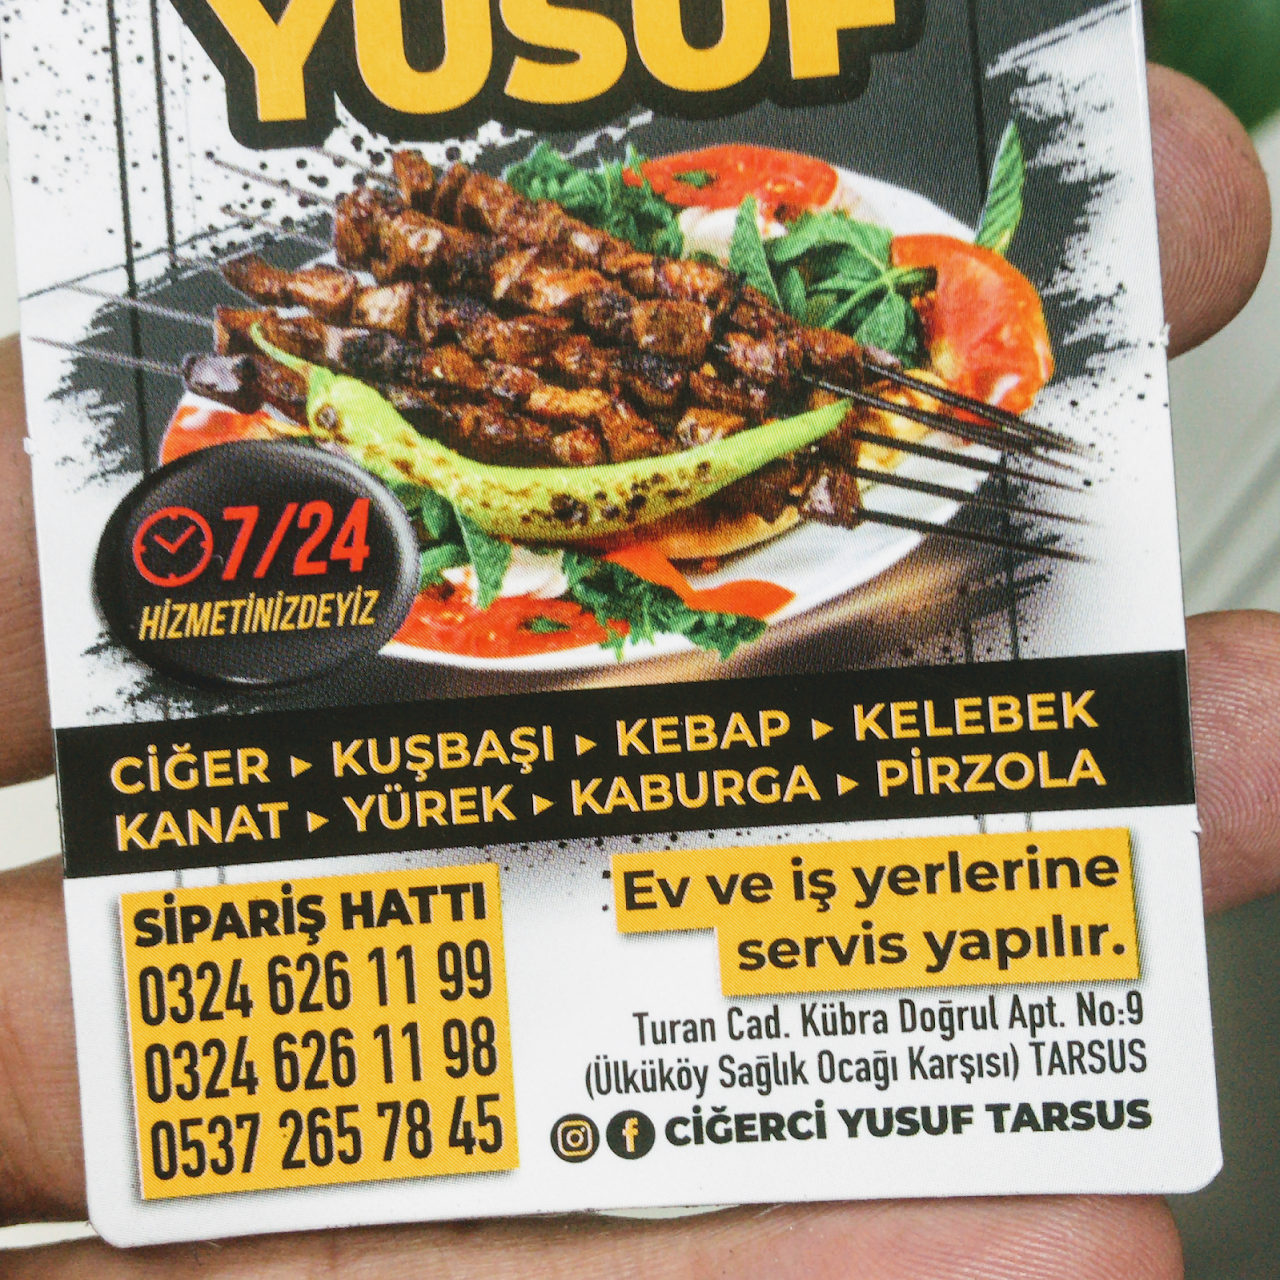 YUSUF
7/24
HİZMETİNİZDEYİZ
CİĞER ▸ KUŞBAŞI ▸ KEBAP ▸ KELEBEK
KANAT ▸ YÜREK ▸ KABURGA ▸ PİRZOLA
SİPARİŞ HATTI
0324 626 11 99
0324 626 11 98
0537 265 78 45
Ev ve iş yerlerine
servis yapılır.
Turan Cad. Kübra Doğrul Apt. No:9
(Ülküköy Sağlık Ocağı Karşısı) TARSUS
CİĞERCİ YUSUF TARSUS